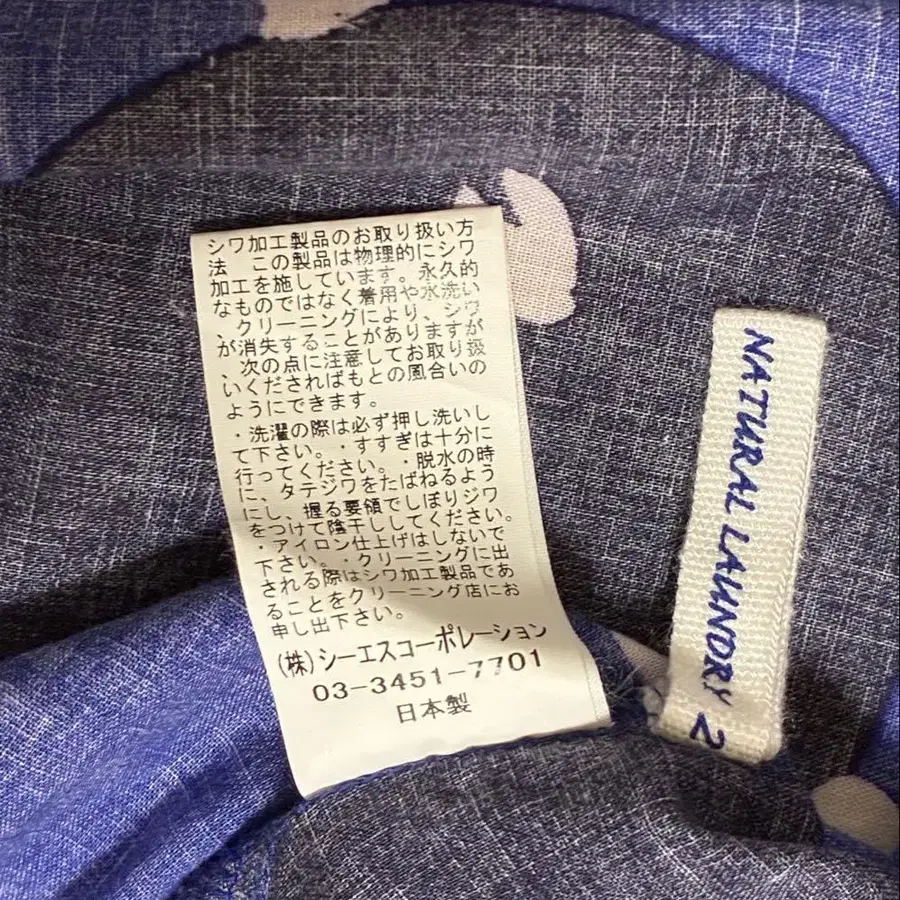 シワ加工製品のお取り扱い方
法　この製品は物理的にシワ
加工を施しています。永久的
なものではなく着用や水洗い
、クリーニングにより、シワ
が消失することがありますが
、次の点に注意してお取り扱
いくださればもとの風合いの
ようにできます。
・洗濯の際は必ず押し洗いし
て下さい。・すすぎは十分に
行ってください。・脱水の時
に、タテジワをたばねるよう
にし、握る要領でしぼりジワ
をつけて陰干ししてください。
・アイロン仕上げはしないで
下さい。・クリーニングに出
される際はシワ加工製品であ
ることをクリーニング店にお
申し出下さい。
(株)シーエスコーポレーション
03-3451-7701
日本製
NATURAL LAUNDRY 2